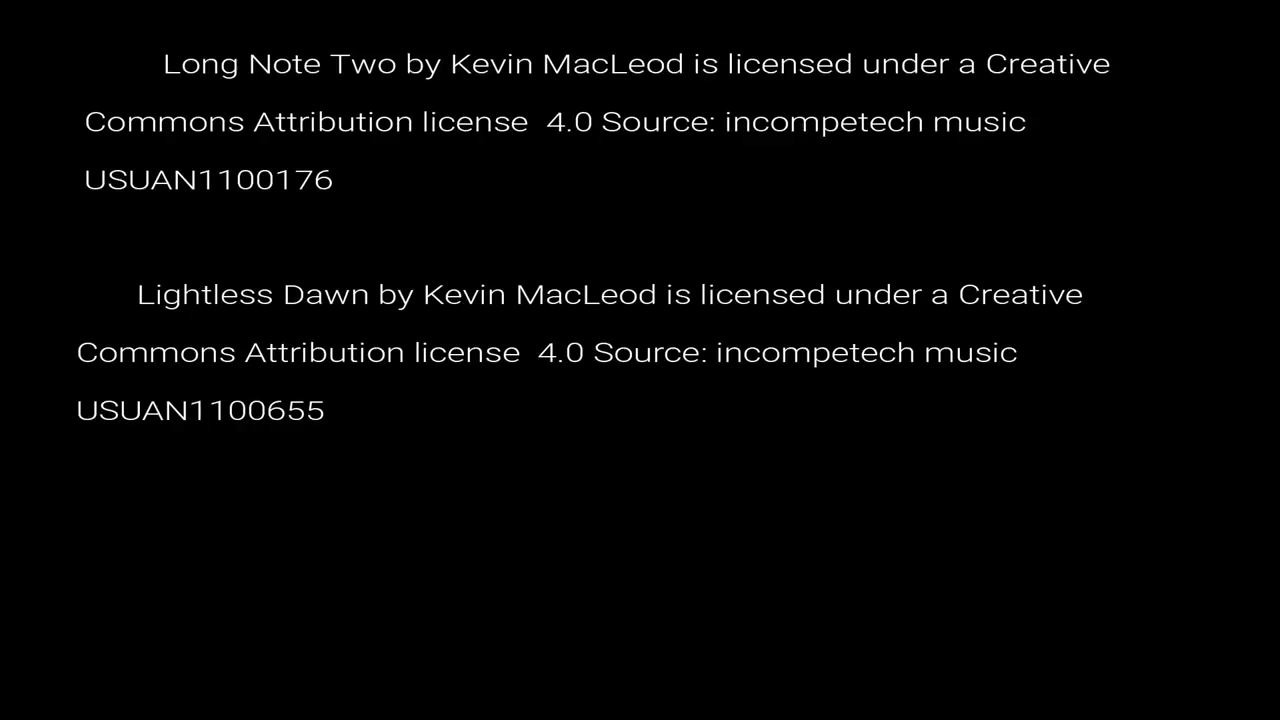 Long Note Two by Kevin MacLeod is licensed under a Creative
Commons Attribution license  4.0 Source: incompetech music
USUAN1100176
Lightless Dawn by Kevin MacLeod is licensed under a Creative
Commons Attribution license  4.0 Source: incompetech music
USUAN1100655